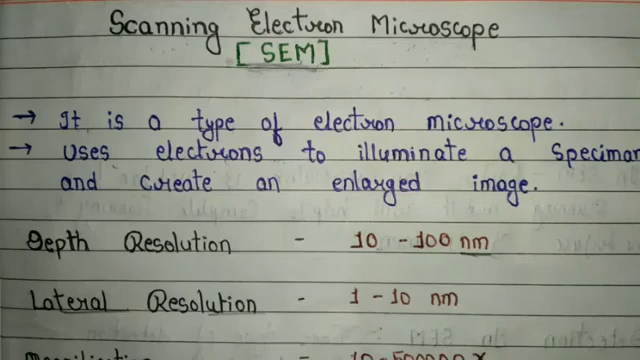 Scanning Electron Microscope
[SEM]
→ It is a type of electron microscope.
→ Uses electrons to illuminate a speciman
and create an enlarged image.
Depth Resolution - 10 - 100 nm
Lateral Resolution - 1 - 10 nm